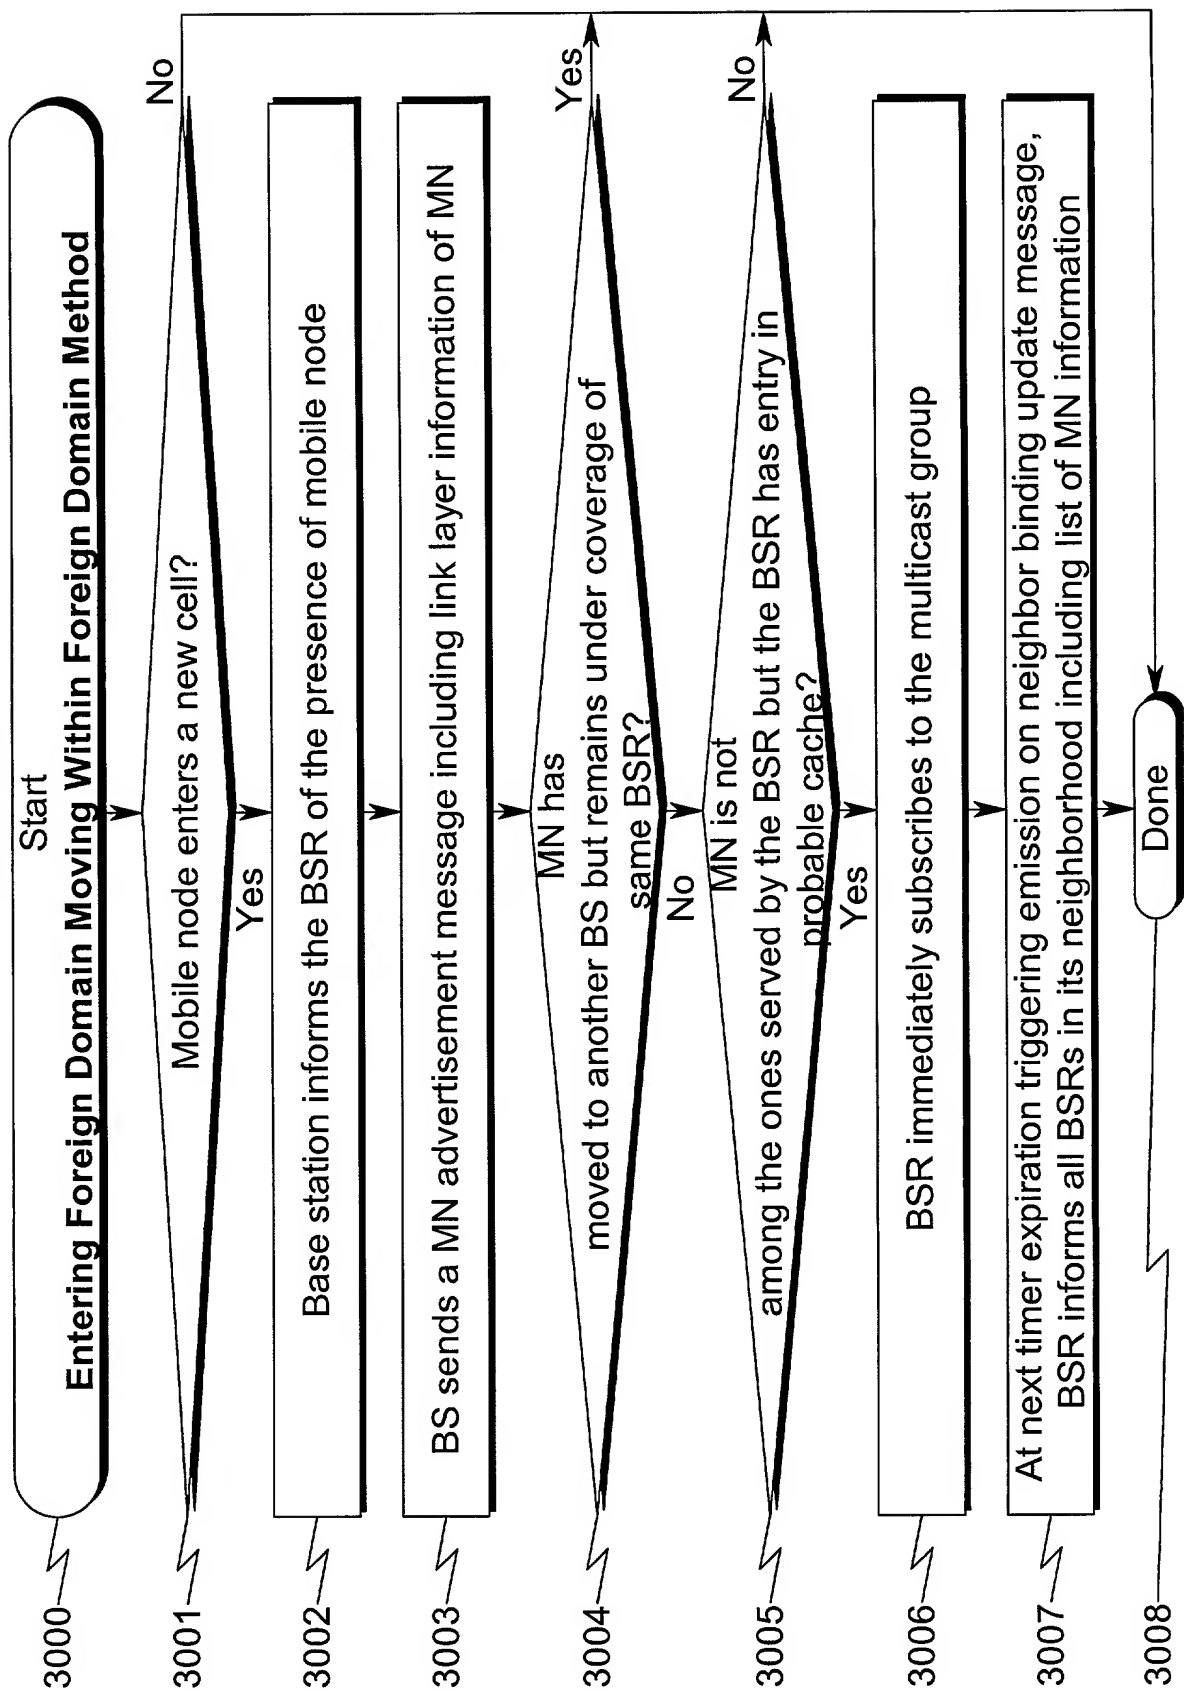 Start
Entering Foreign Domain Moving Within Foreign Domain Method
3000
Mobile node enters a new cell?
No
Yes
3001
Base station informs the BSR of the presence of mobile node
3002
BS sends a MN advertisement message including link layer information of MN
3003
MN has
moved to another BS but remains under coverage of
same BSR?
Yes
No
3004
MN is not
among the ones served by the BSR but the BSR has entry in
probable cache?
No
Yes
3005
BSR immediately subscribes to the multicast group
3006
At next timer expiration triggering emission on neighbor binding update message,
BSR informs all BSRs in its neighborhood including list of MN information
3007
Done
3008